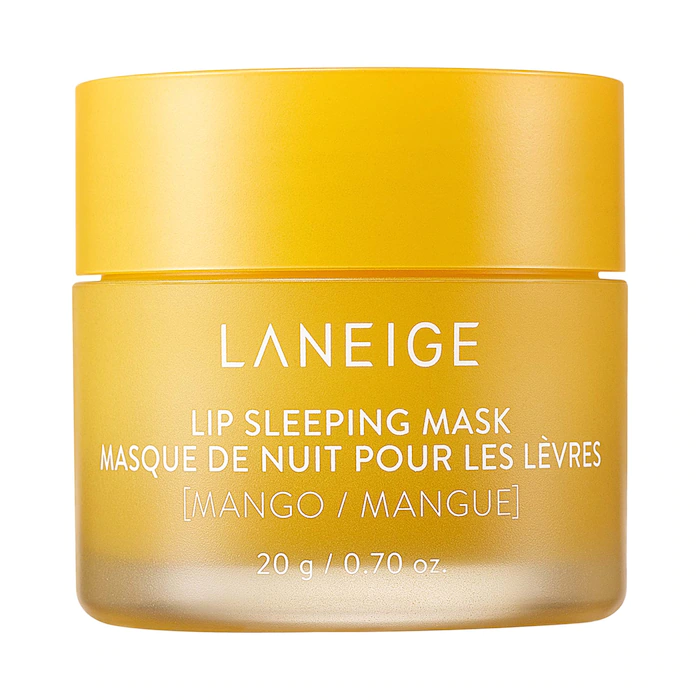 LANEIGE
LIP SLEEPING MASK
MASQUE DE NUIT POUR LES LÈVRES
[MANGO / MANGUE]
20 g / 0.70 oz.